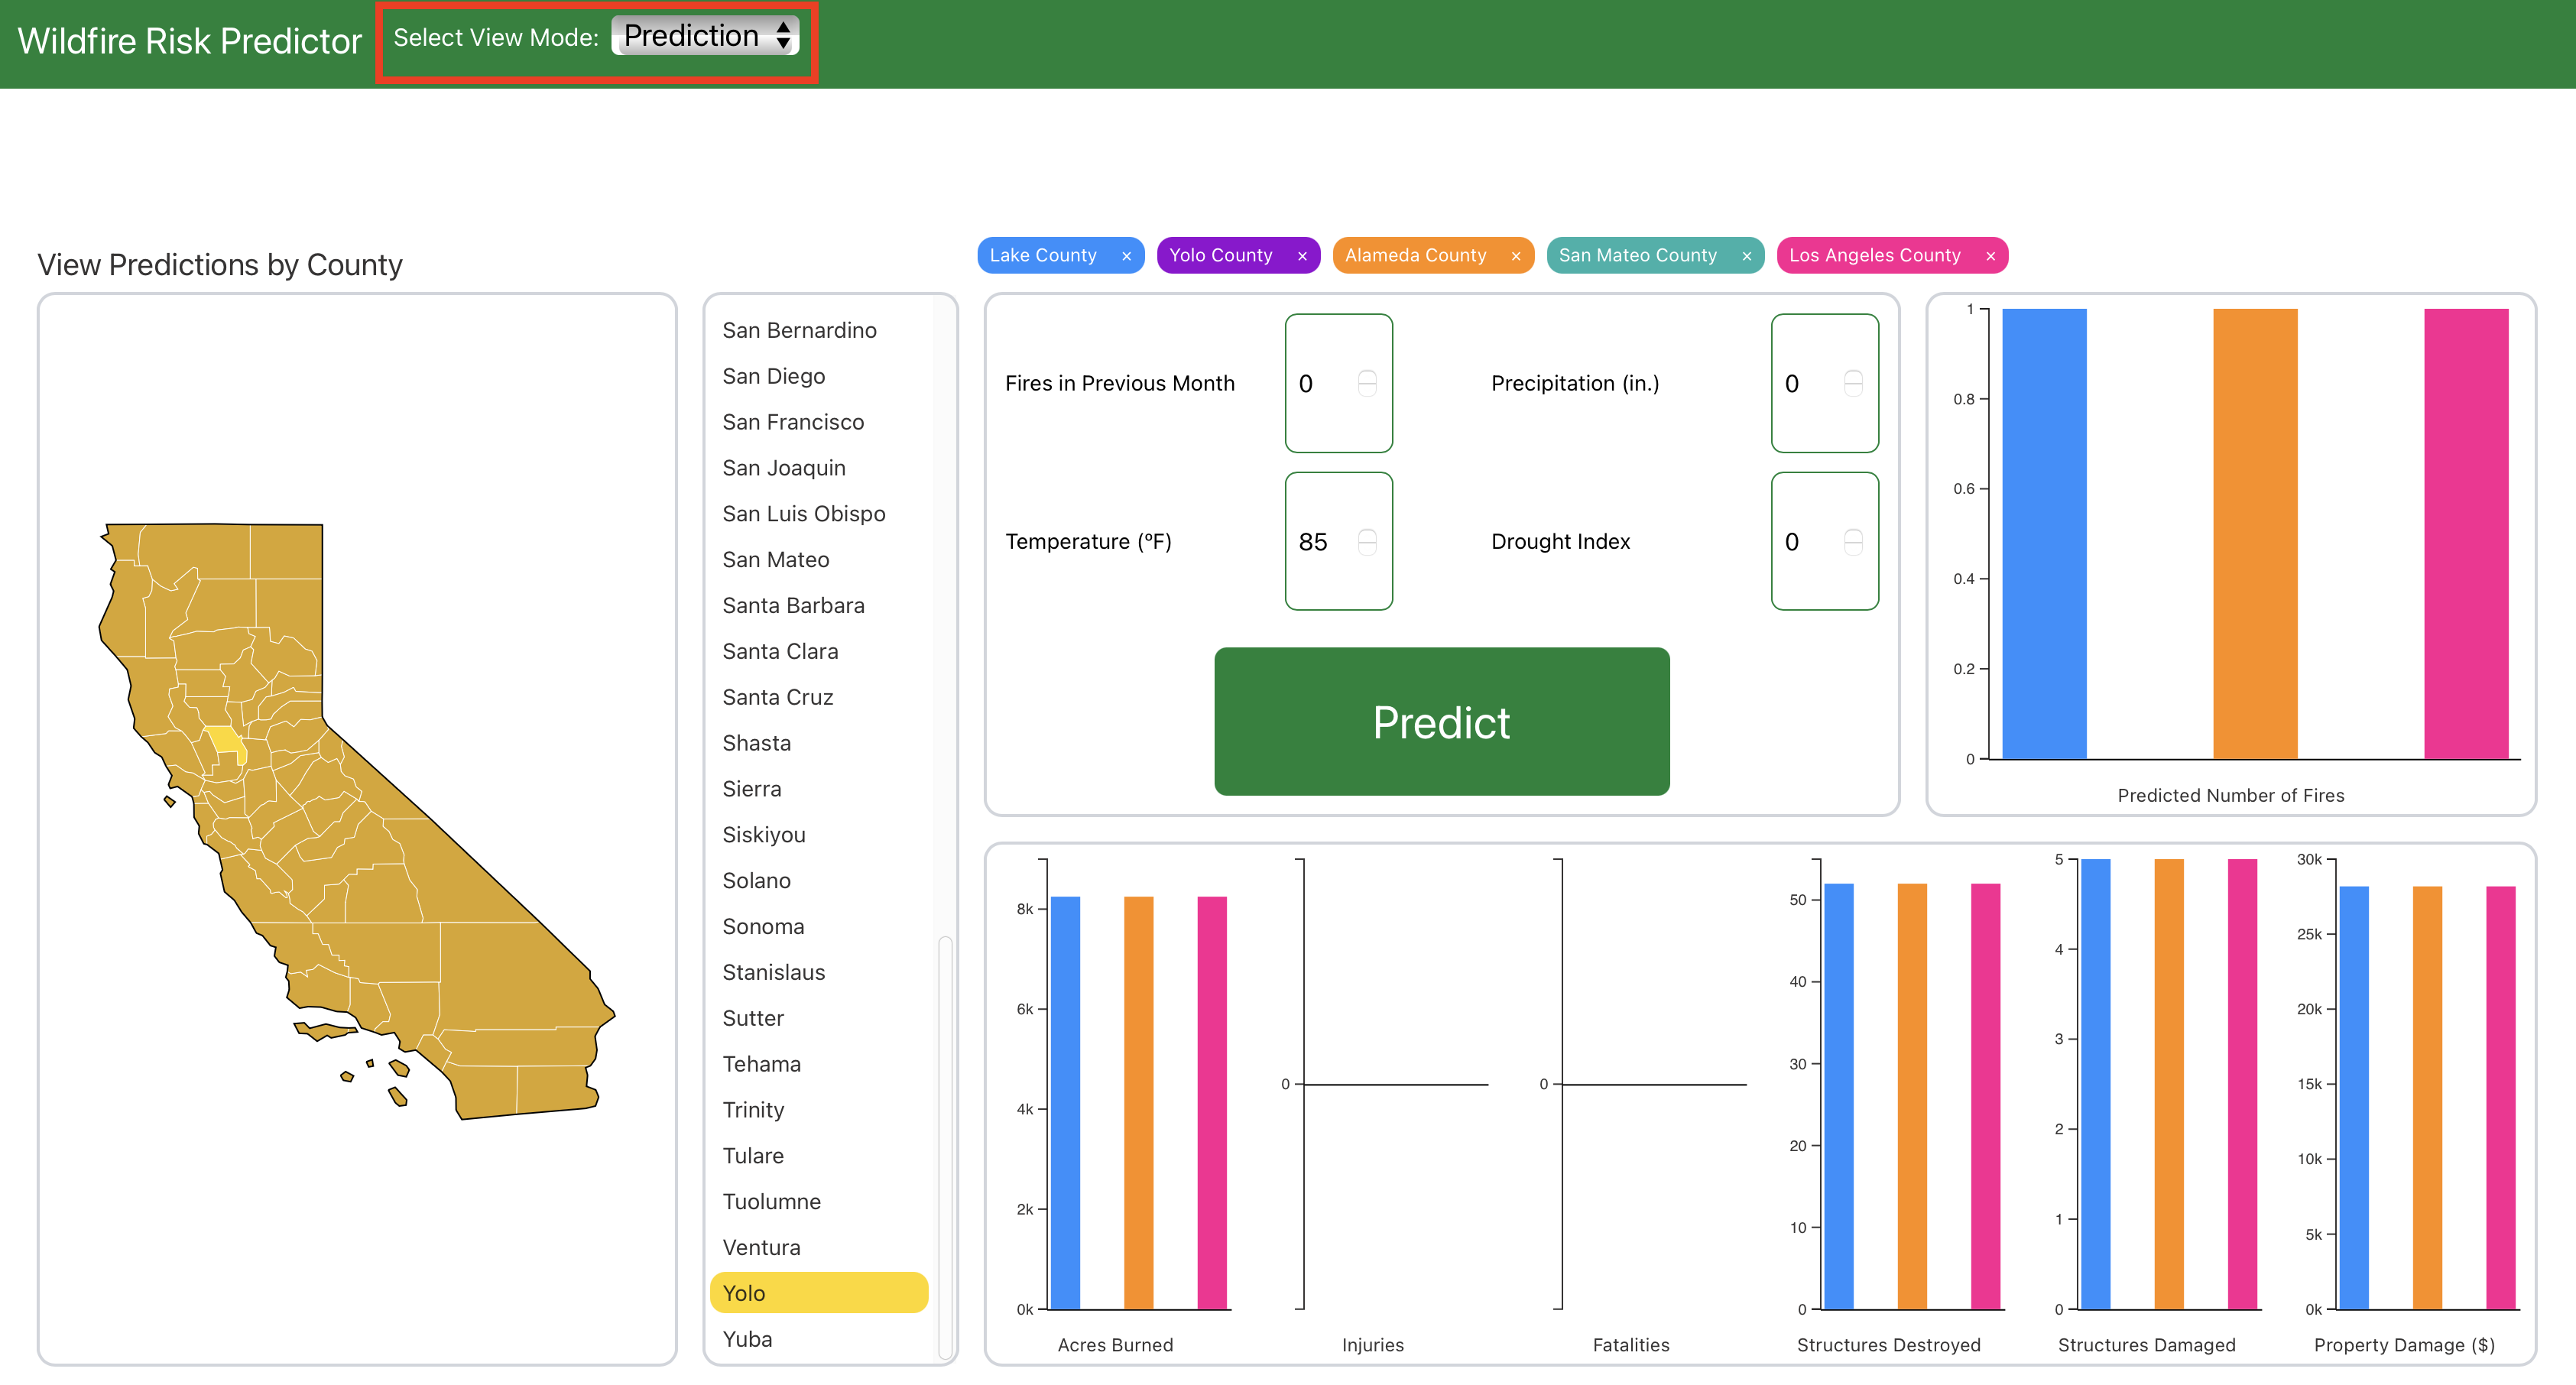 Wildfire Risk Predictor
Select View Mode: Prediction
View Predictions by County
Lake County ×
Yolo County ×
Alameda County ×
San Mateo County ×
Los Angeles County ×
San Bernardino
San Diego
San Francisco
San Joaquin
San Luis Obispo
San Mateo
Santa Barbara
Santa Clara
Santa Cruz
Shasta
Sierra
Siskiyou
Solano
Sonoma
Stanislaus
Sutter
Tehama
Trinity
Tulare
Tuolumne
Ventura
Yolo
Yuba
Fires in Previous Month 0
Precipitation (in.) 0
Temperature (°F) 85
Drought Index 0
Predict
1
0.8
0.6
0.4
0.2
0
Predicted Number of Fires
8k
6k
4k
2k
0k
Acres Burned
0
Injuries
0
Fatalities
50
40
30
20
10
0
Structures Destroyed
5
4
3
2
1
0
Structures Damaged
30k
25k
20k
15k
10k
5k
0k
Property Damage ($)